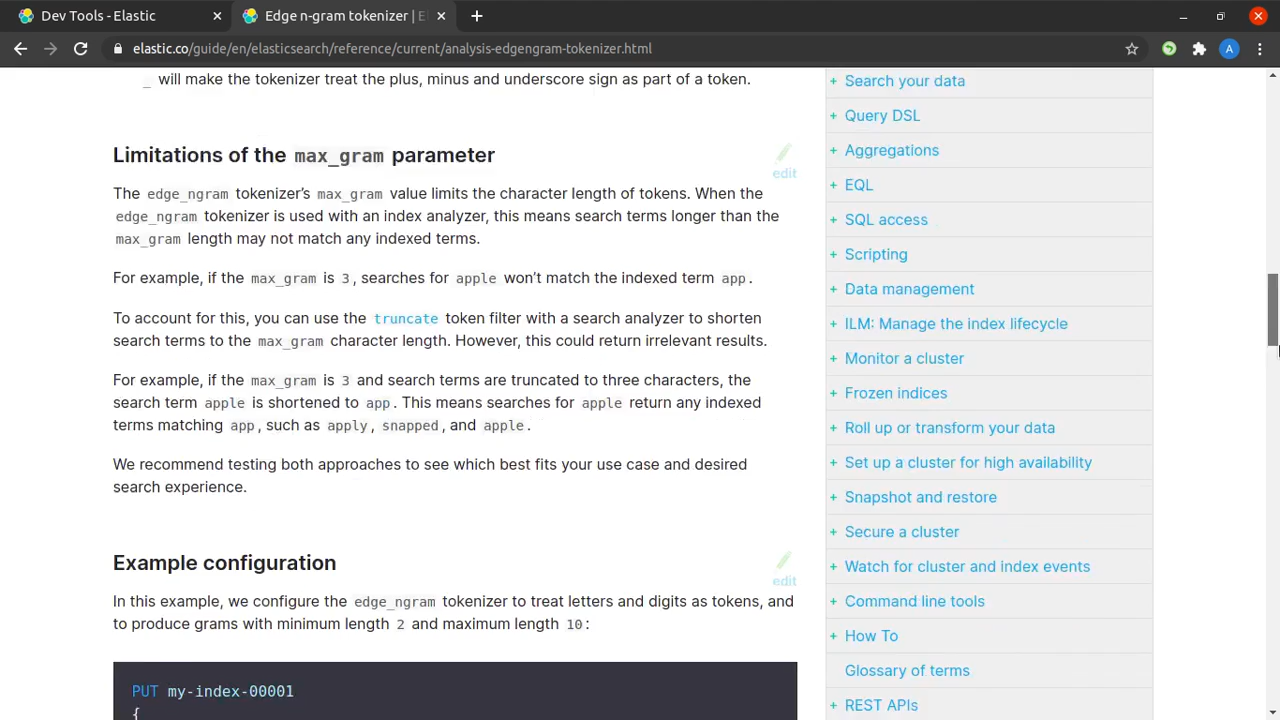 Dev Tools - Elastic
Edge n-gram tokenizer | El
elastic.co/guide/en/elasticsearch/reference/current/analysis-edgengram-tokenizer.html
A
_ will make the tokenizer treat the plus, minus and underscore sign as part of a token.
Limitations of the max_gram parameter
edit
The edge_ngram tokenizer’s max_gram value limits the character length of tokens. When the
edge_ngram tokenizer is used with an index analyzer, this means search terms longer than the
max_gram length may not match any indexed terms.
For example, if the max_gram is 3, searches for apple won’t match the indexed term app.
To account for this, you can use the truncate token filter with a search analyzer to shorten
search terms to the max_gram character length. However, this could return irrelevant results.
For example, if the max_gram is 3 and search terms are truncated to three characters, the
search term apple is shortened to app. This means searches for apple return any indexed
terms matching app, such as apply, snapped, and apple.
We recommend testing both approaches to see which best fits your use case and desired
search experience.
Example configuration
edit
In this example, we configure the edge_ngram tokenizer to treat letters and digits as tokens, and
to produce grams with minimum length 2 and maximum length 10:
PUT my-index-00001
{
+ Search your data
+ Query DSL
+ Aggregations
+ EQL
+ SQL access
+ Scripting
+ Data management
+ ILM: Manage the index lifecycle
+ Monitor a cluster
+ Frozen indices
+ Roll up or transform your data
+ Set up a cluster for high availability
+ Snapshot and restore
+ Secure a cluster
+ Watch for cluster and index events
+ Command line tools
+ How To
Glossary of terms
+ REST APIs